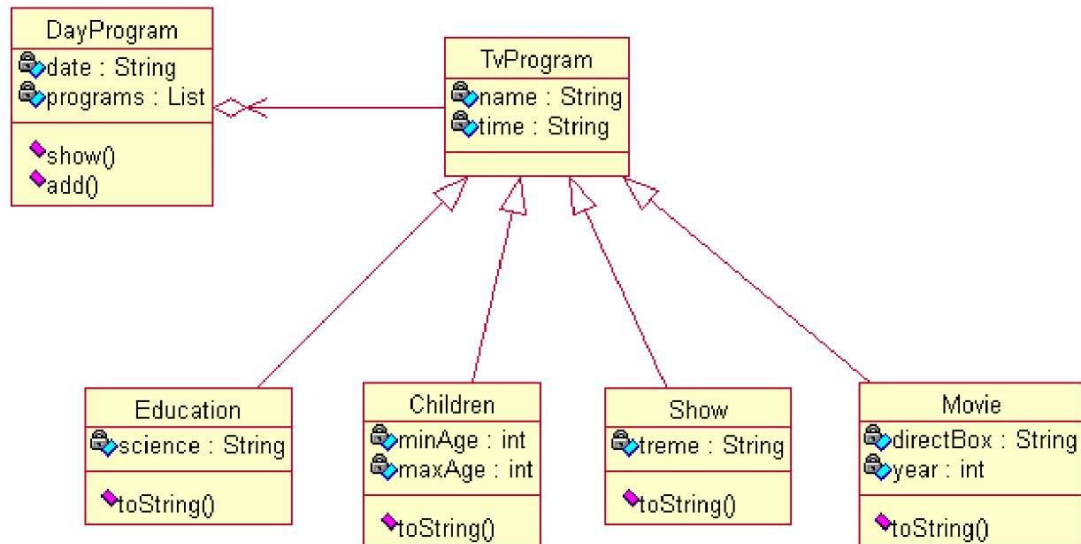 DayProgram
date : String
programs : List
show()
add()
TvProgram
name : String
time : String
Education
science : String
toString()
Children
minAge : int
maxAge : int
toString()
Show
treme : String
toString()
Movie
directBox : String
year : int
toString()